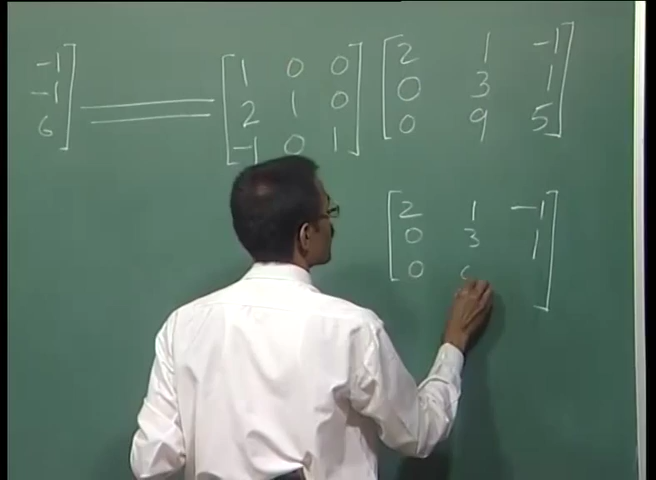 -1] = [1 0 0] [2 1 -1]
-1] [2 1 0] [0 3 1]
6] [-1 0 1] [0 9 5]
[2 1 -1]
[0 3 1]
[0